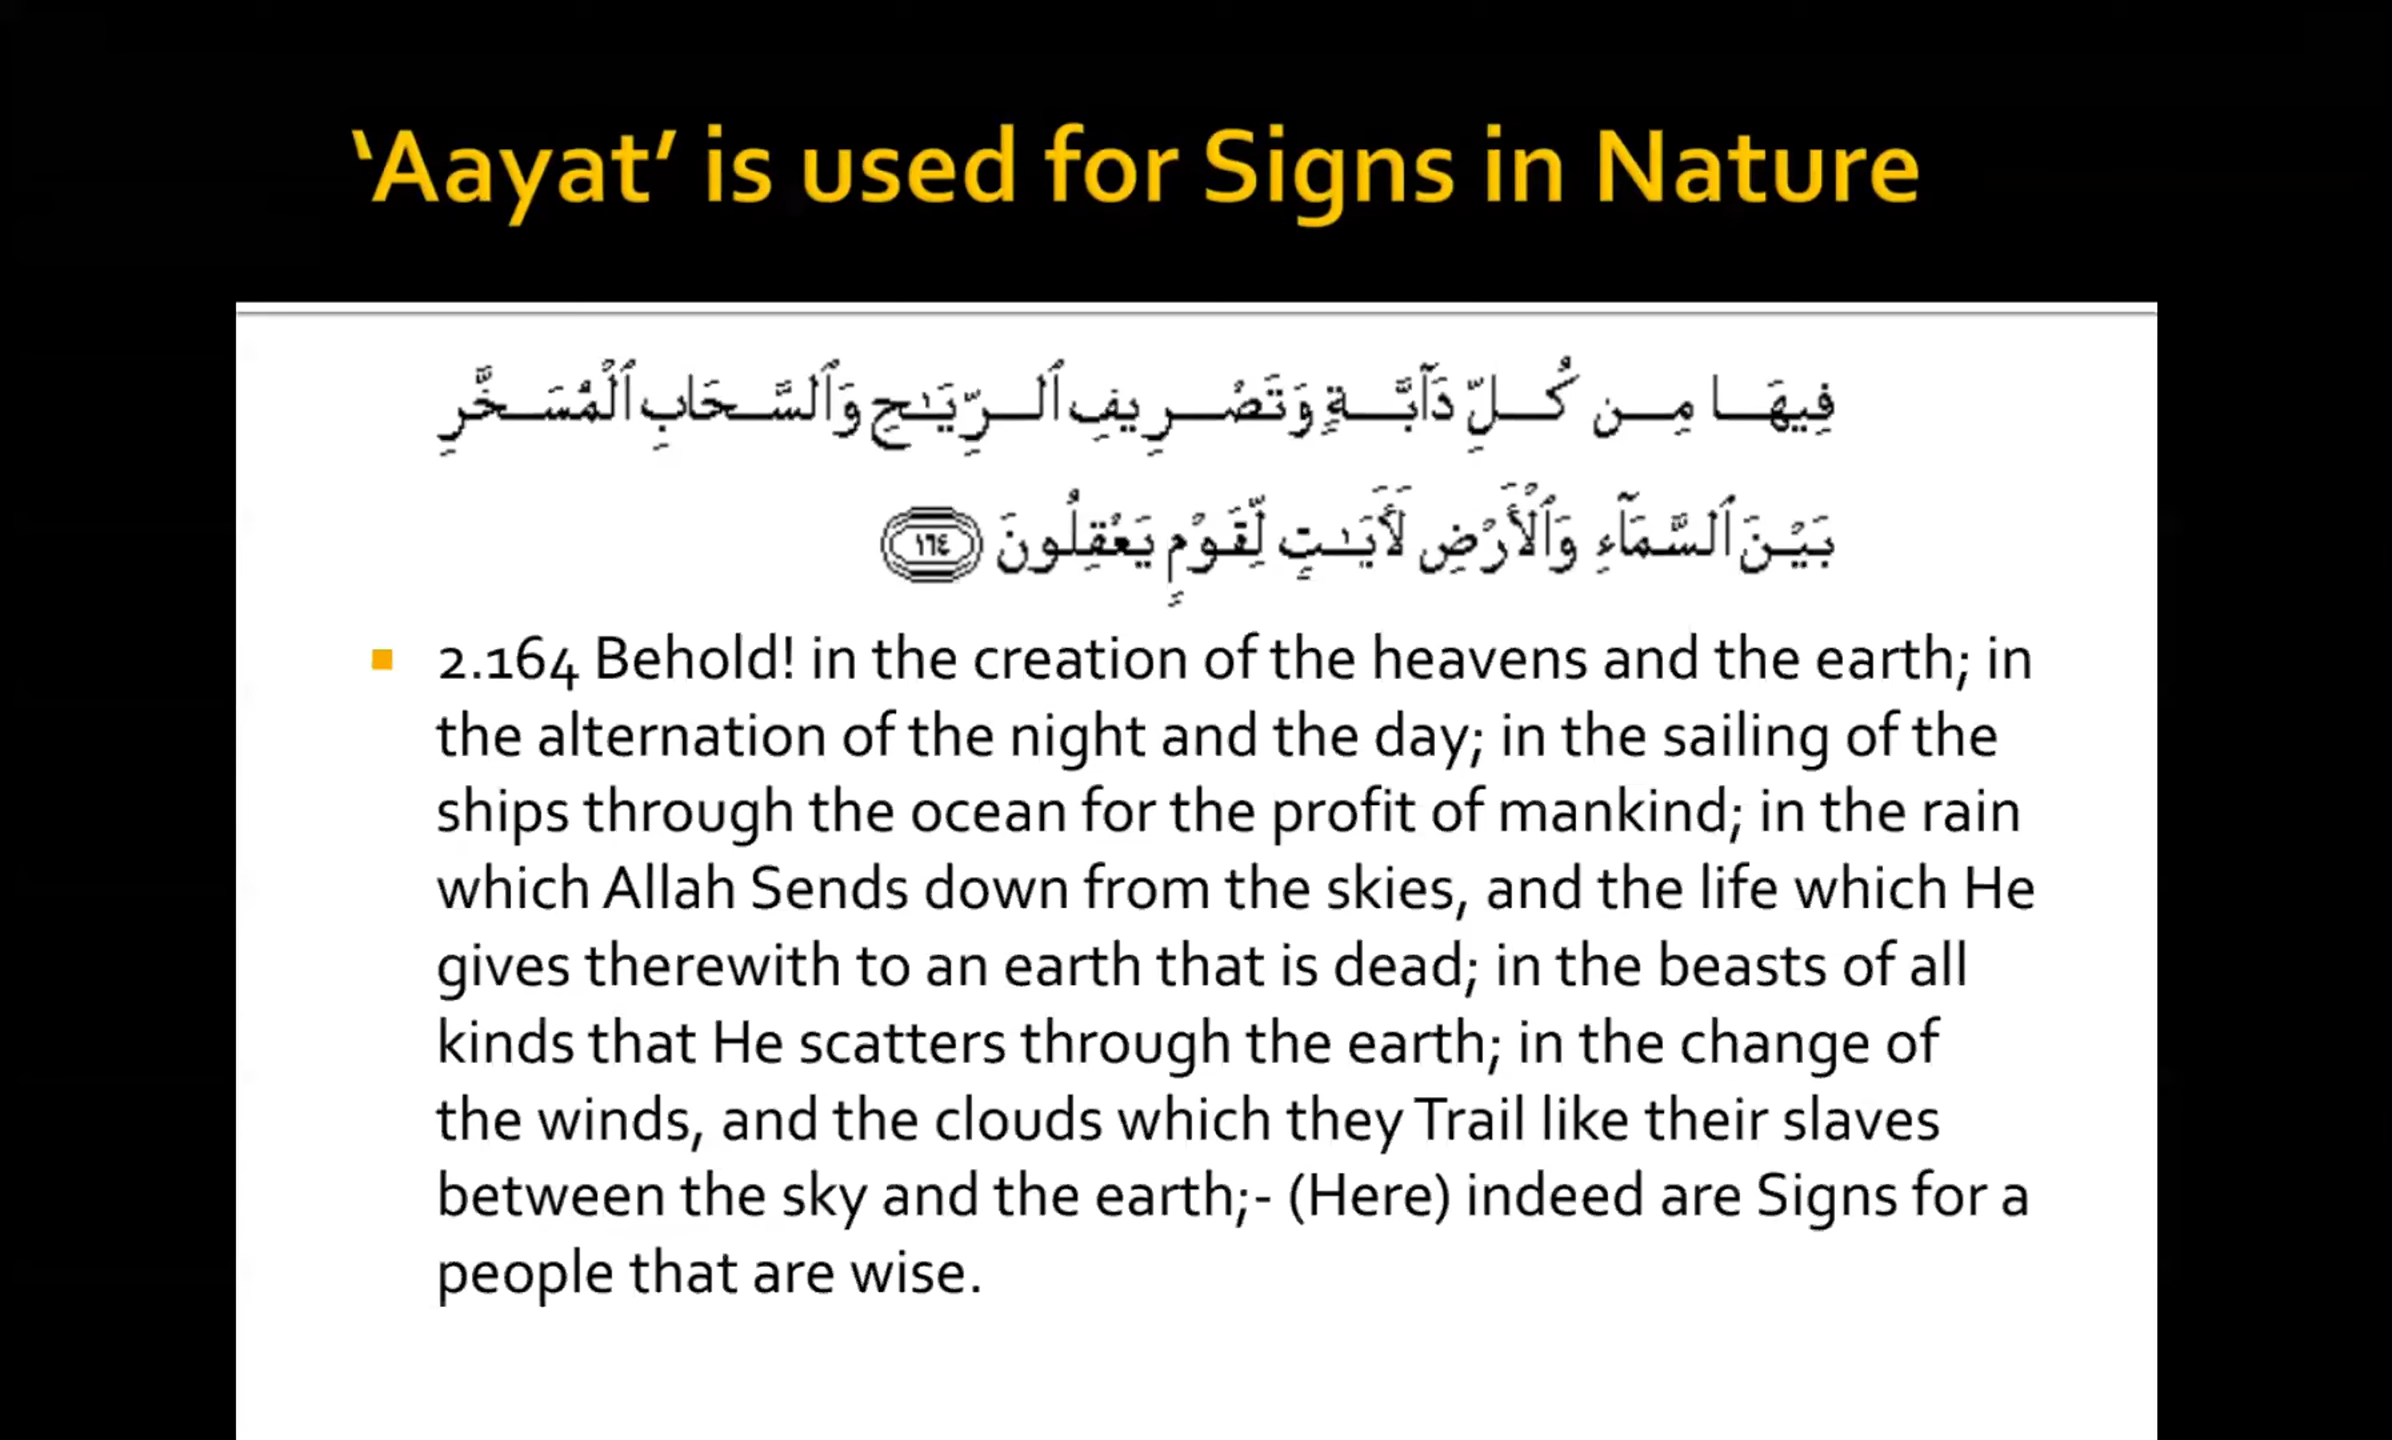 ‘Aayat’ is used for Signs in Nature
فِيهَا مِن كُلِّ دَآبَّةٍ وَتَصْرِيفِ ٱلرِّيَـٰحِ وَٱلسَّحَابِ ٱلْمُسَخَّرِ
بَيْنَ ٱلسَّمَآءِ وَٱلْأَرْضِ لَأَيَـٰتٍ لِّقَوْمٍ يَعْقِلُونَ ١٦٤
▪ 2.164 Behold! in the creation of the heavens and the earth; in
the alternation of the night and the day; in the sailing of the
ships through the ocean for the profit of mankind; in the rain
which Allah Sends down from the skies, and the life which He
gives therewith to an earth that is dead; in the beasts of all
kinds that He scatters through the earth; in the change of
the winds, and the clouds which they Trail like their slaves
between the sky and the earth;- (Here) indeed are Signs for a
people that are wise.